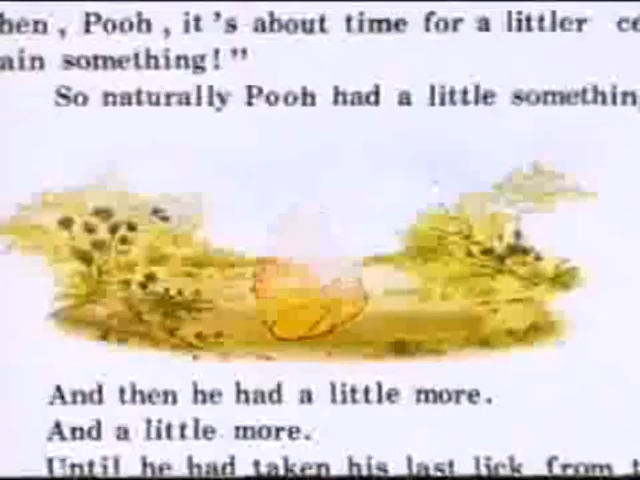 hen, Pooh, it's about time for a littler co
ain something!"
So naturally Pooh had a little somethin
And then he had a little more.
And a little more.
Until he had taken his last lick from t